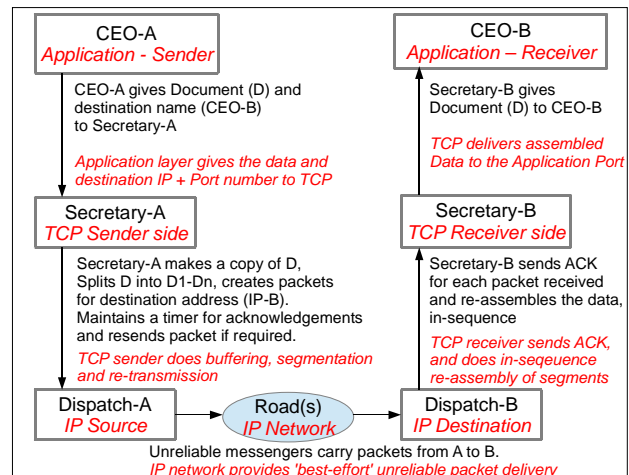 CEO-A
Application - Sender
CEO-B
Application – Receiver
CEO-A gives Document (D) and
destination name (CEO-B)
to Secretary-A
Application layer gives the data and
destination IP + Port number to TCP
Secretary-B gives
Document (D) to CEO-B
TCP delivers assembled
Data to the Application Port
Secretary-A
TCP Sender side
Secretary-B
TCP Receiver side
Secretary-A makes a copy of D,
Splits D into D1-Dn, creates packets
for destination address (IP-B).
Maintains a timer for acknowledgements
and resends packet if required.
TCP sender does buffering, segmentation
and re-transmission
Secretary-B sends ACK
for each packet received
and re-assembles the data,
in-sequence
TCP receiver sends ACK,
and does in-seqeuence
re-assembly of segments
Dispatch-A
IP Source
Road(s)
IP Network
Dispatch-B
IP Destination
Unreliable messengers carry packets from A to B.
IP network provides 'best-effort' unreliable packet delivery